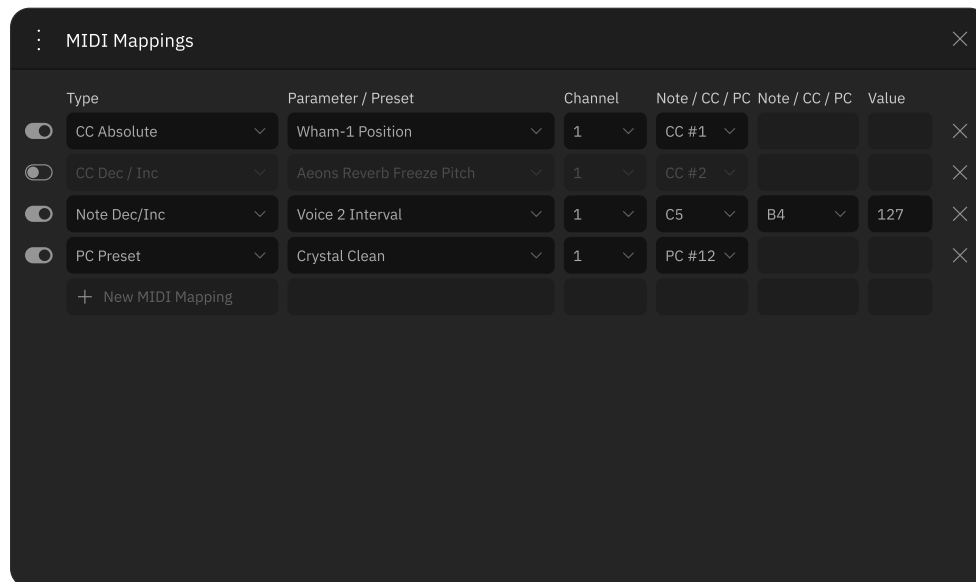 MIDI Mappings
Type Parameter / Preset Channel Note / CC / PC Note / CC / PC Value
CC Absolute Wham-1 Position 1 CC #1
CC Dec / Inc Aeons Reverb Freeze Pitch 1 CC #2
Note Dec/Inc Voice 2 Interval 1 C5 B4 127
PC Preset Crystal Clean 1 PC #12
+ New MIDI Mapping